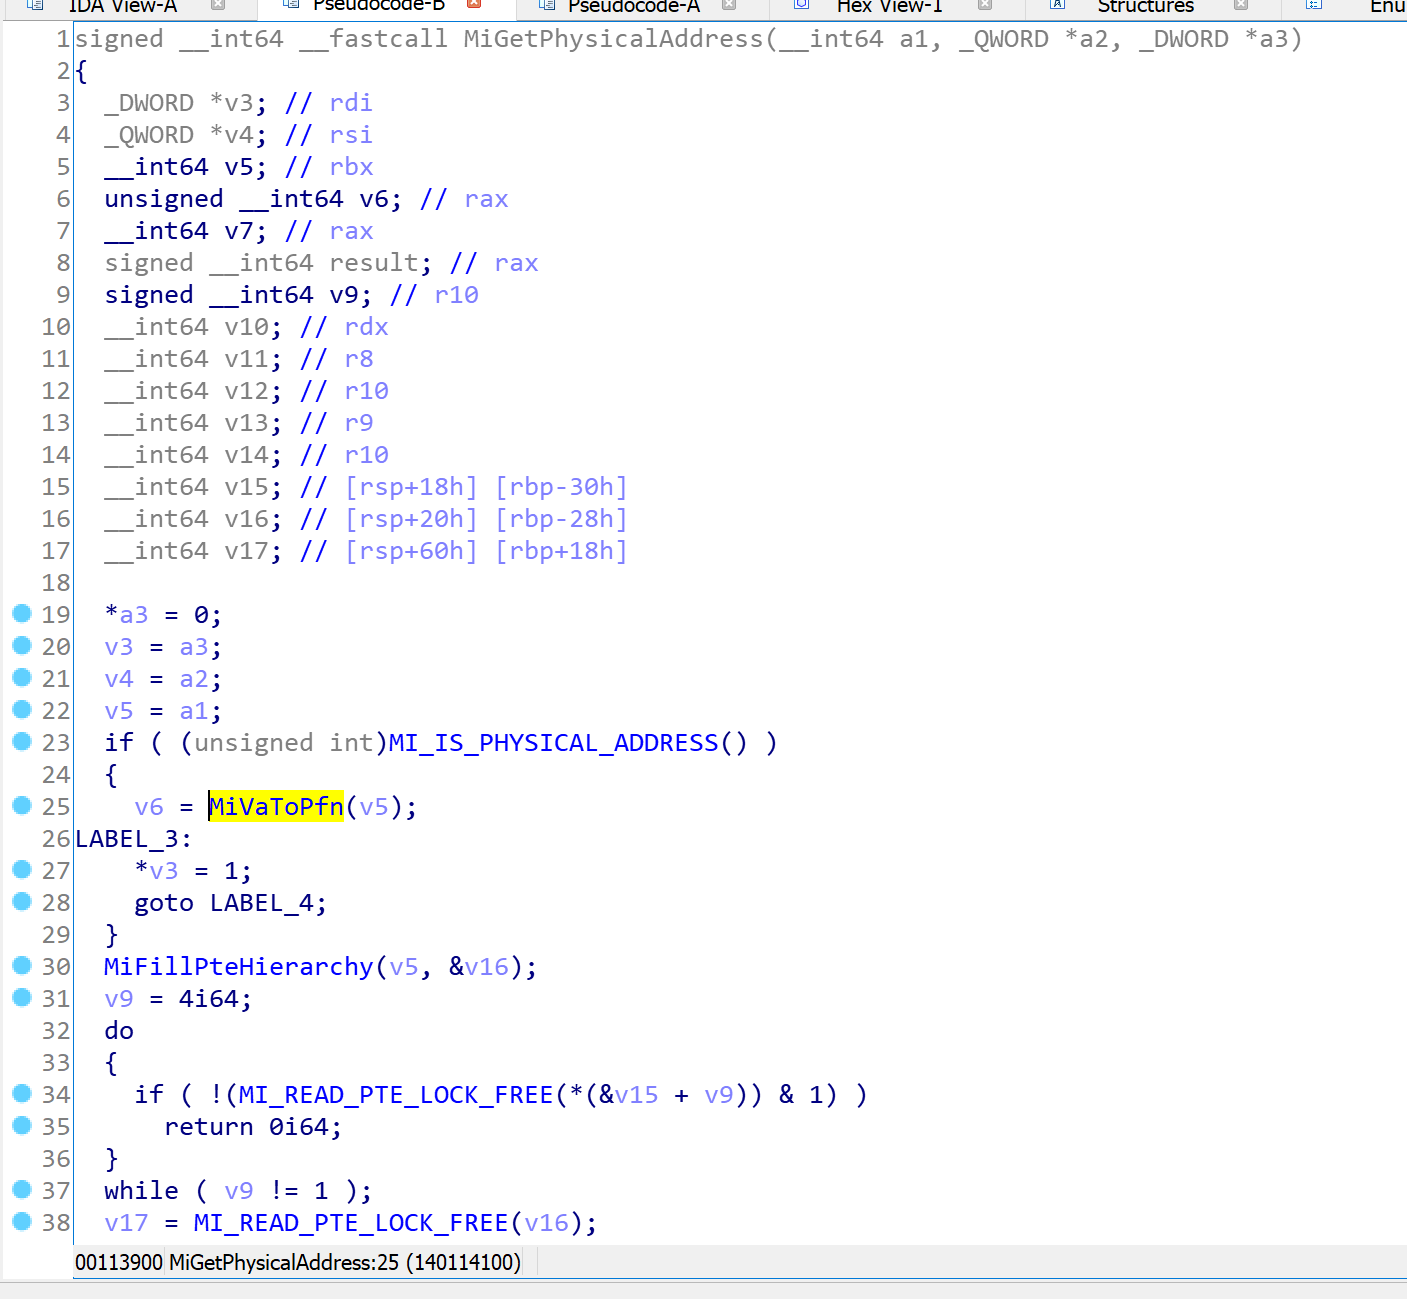 IDA View-A Pseudocode-B Pseudocode-A Hex View-1 Structures Enu
1 signed __int64 __fastcall MiGetPhysicalAddress(__int64 a1, _QWORD *a2, _DWORD *a3)
2 {
3 _DWORD *v3; // rdi
4 _QWORD *v4; // rsi
5 __int64 v5; // rbx
6 unsigned __int64 v6; // rax
7 __int64 v7; // rax
8 signed __int64 result; // rax
9 signed __int64 v9; // r10
10 __int64 v10; // rdx
11 __int64 v11; // r8
12 __int64 v12; // r10
13 __int64 v13; // r9
14 __int64 v14; // r10
15 __int64 v15; // [rsp+18h] [rbp-30h]
16 __int64 v16; // [rsp+20h] [rbp-28h]
17 __int64 v17; // [rsp+60h] [rbp+18h]
18
19 *a3 = 0;
20 v3 = a3;
21 v4 = a2;
22 v5 = a1;
23 if ( (unsigned int)MI_IS_PHYSICAL_ADDRESS() )
24 {
25 v6 = MiVaToPfn(v5);
26 LABEL_3:
27 *v3 = 1;
28 goto LABEL_4;
29 }
30 MiFillPteHierarchy(v5, &v16);
31 v9 = 4i64;
32 do
33 {
34 if ( !(MI_READ_PTE_LOCK_FREE(*(&v15 + v9)) & 1) )
35 return 0i64;
36 }
37 while ( v9 != 1 );
38 v17 = MI_READ_PTE_LOCK_FREE(v16);
00113900 MiGetPhysicalAddress:25 (140114100)